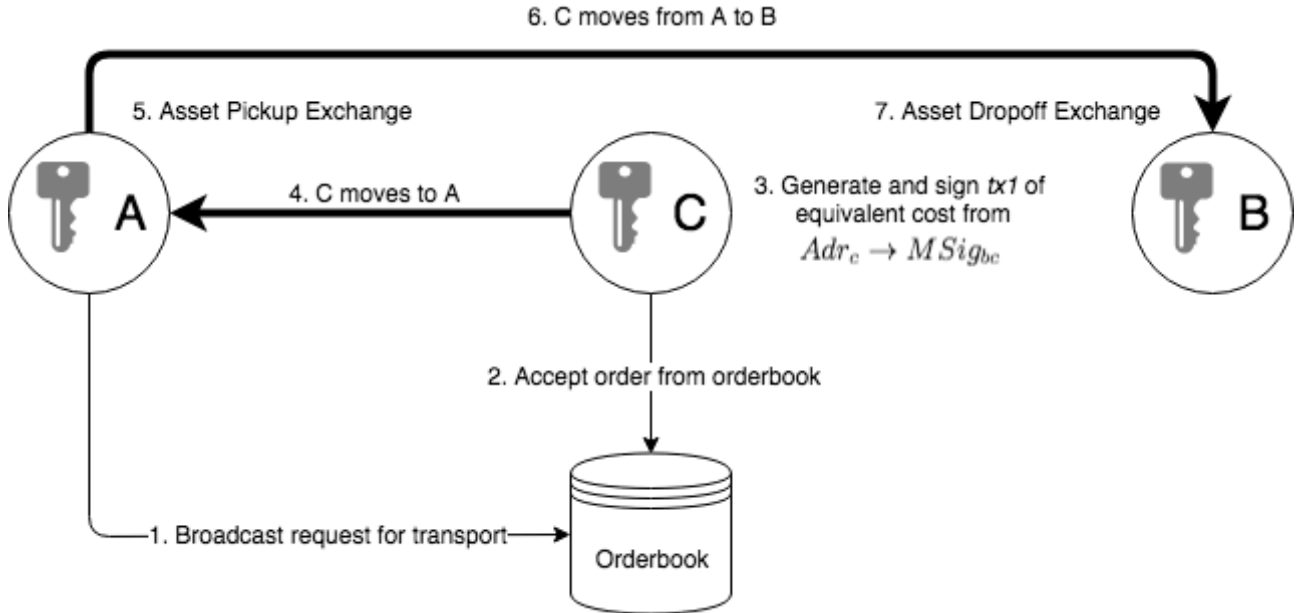 6. C moves from A to B
5. Asset Pickup Exchange
7. Asset Dropoff Exchange
A
4. C moves to A
C
3. Generate and sign tx1 of
equivalent cost from
Adr_c → MSig_bc
B
2. Accept order from orderbook
1. Broadcast request for transport
Orderbook